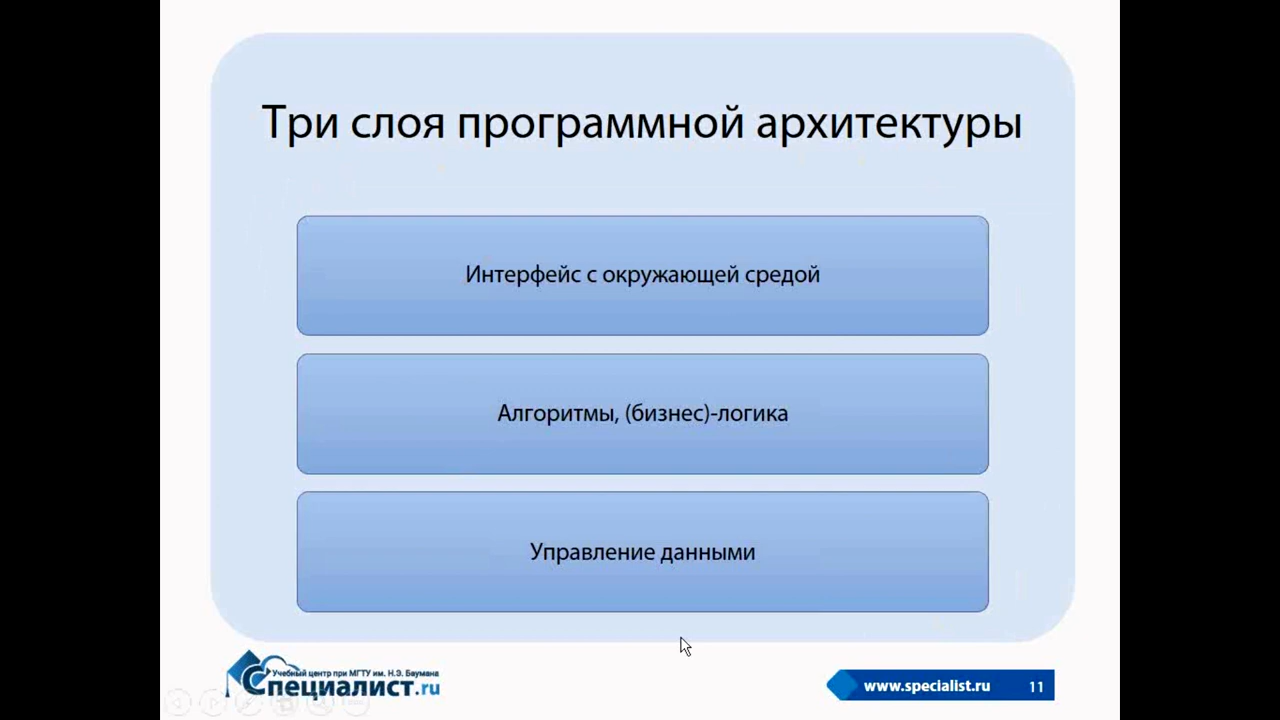 Три слоя программной архитектуры
Интерфейс с окружающей средой
Алгоритмы, (бизнес)-логика
Управление данными
Учебный центр при МГТУ им. Н.Э. Баумана
Специалист.ru
www.specialist.ru 11